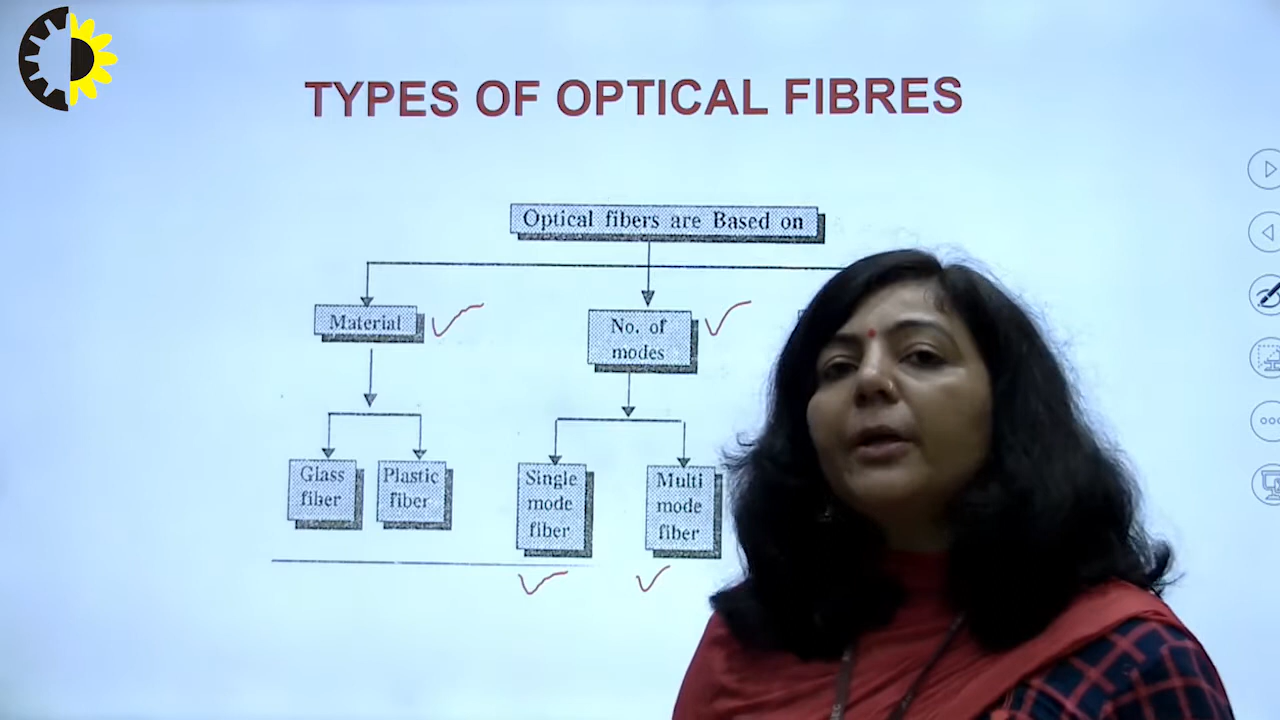 TYPES OF OPTICAL FIBRES
Optical fibers are Based on
Material
No. of
modes
Glass
fiber
Plastic
fiber
Single
mode
fiber
Multi
mode
fiber